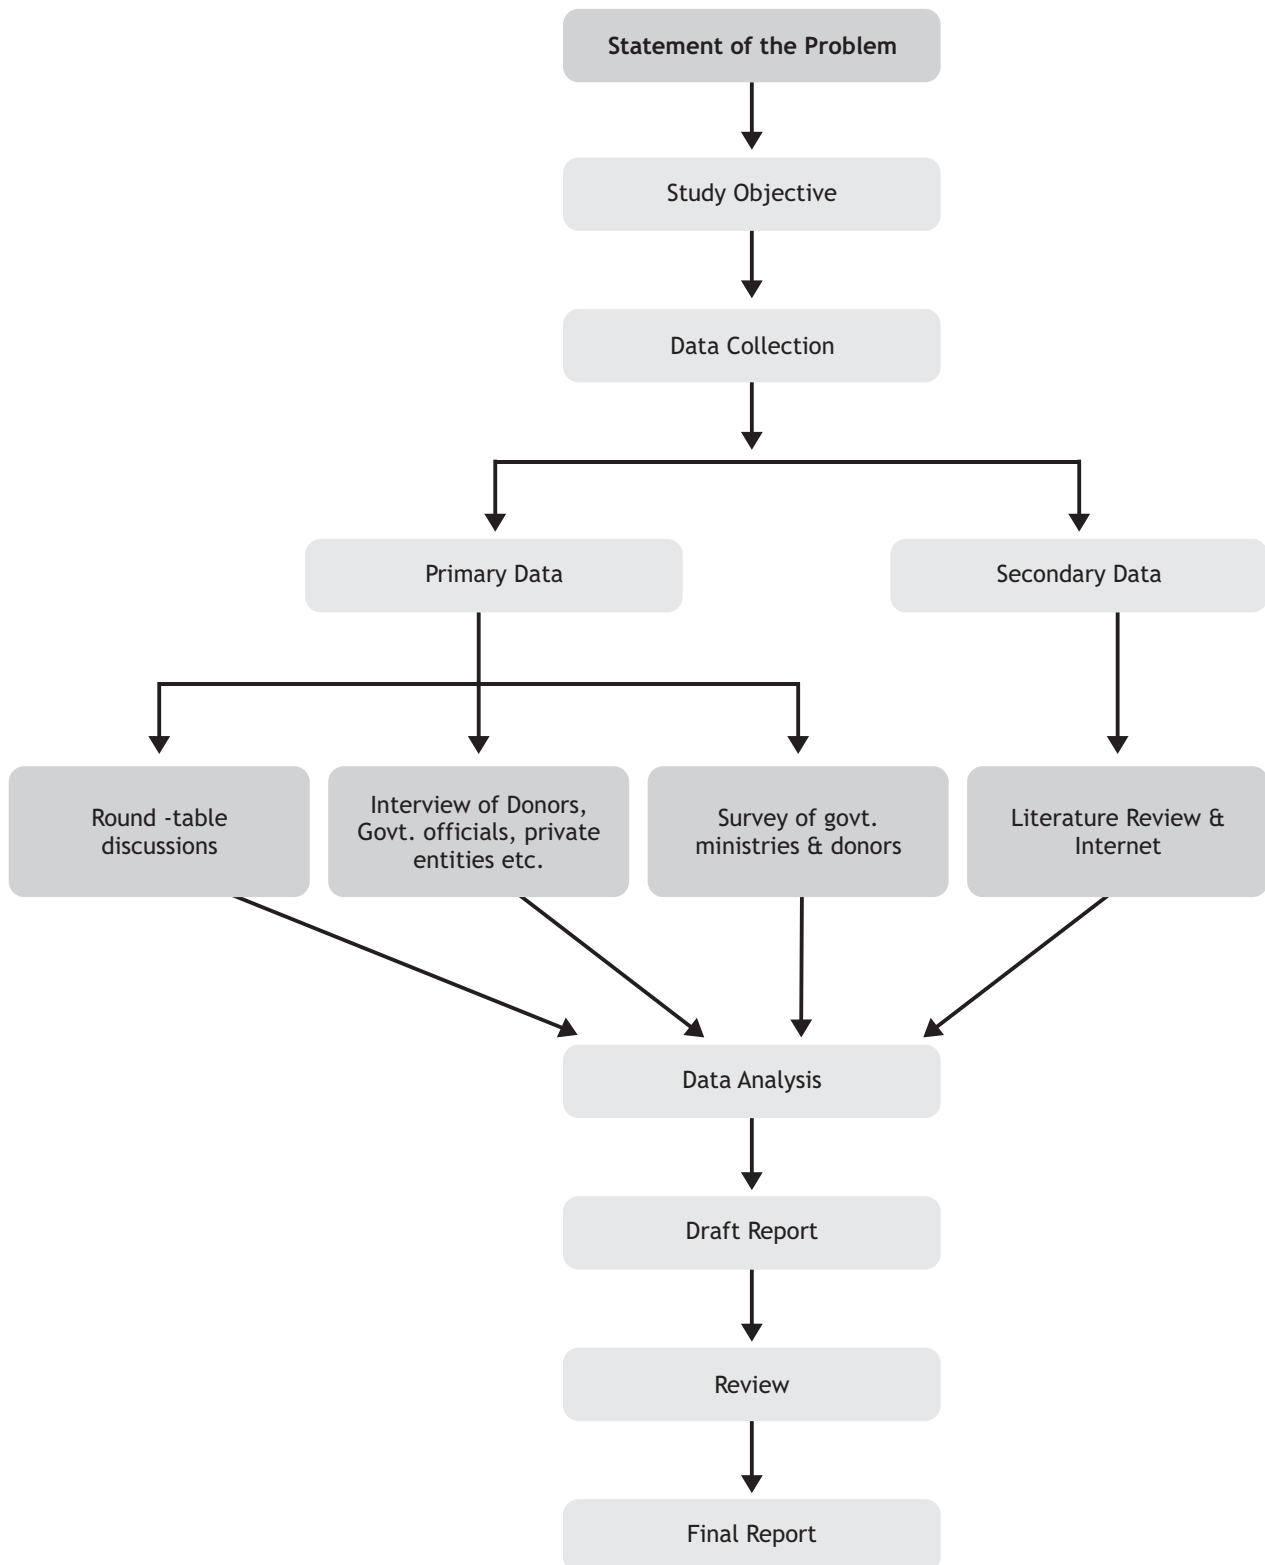 Statement of the Problem
Study Objective
Data Collection
Primary Data
Secondary Data
Round -table
discussions
Interview of Donors,
Govt. officials, private
entities etc.
Survey of govt.
ministries & donors
Literature Review &
Internet
Data Analysis
Draft Report
Review
Final Report